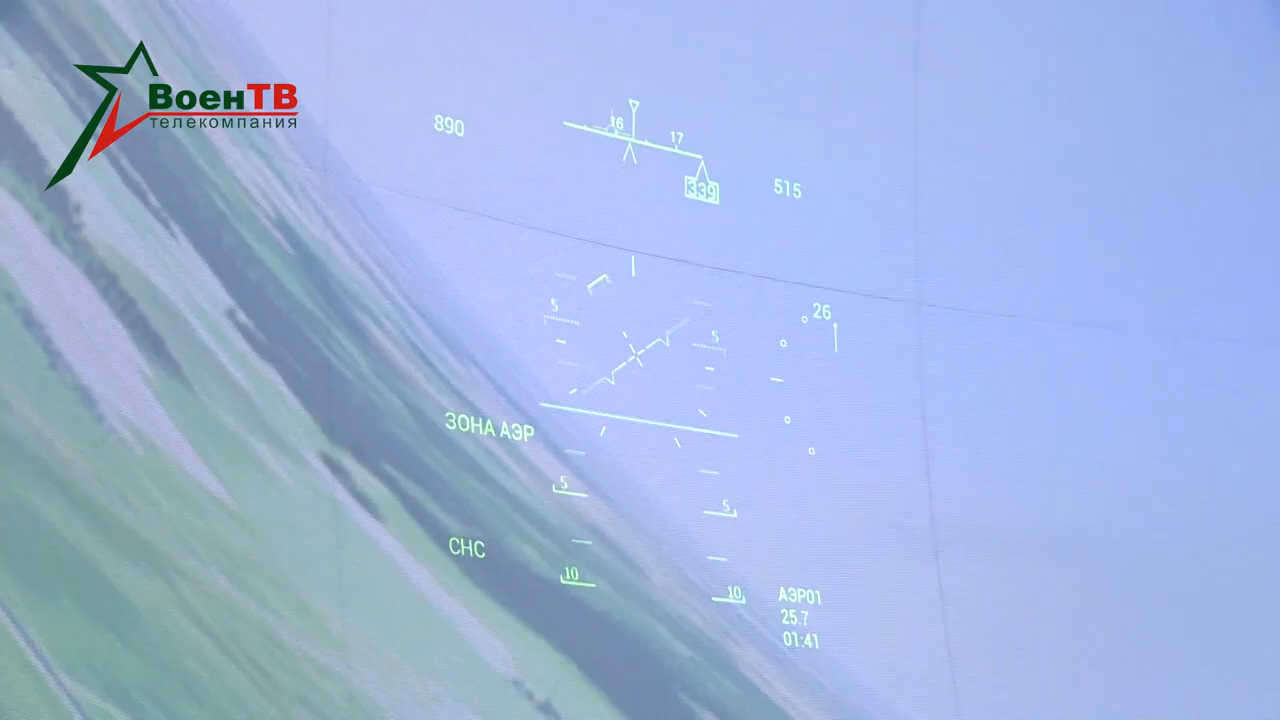 ВоенТВ
телекомпания
890
16
17
339
515
5
5
26
ЗОНА АЭР
5
5
СНС
10
10
АЭР01
25.7
01:41